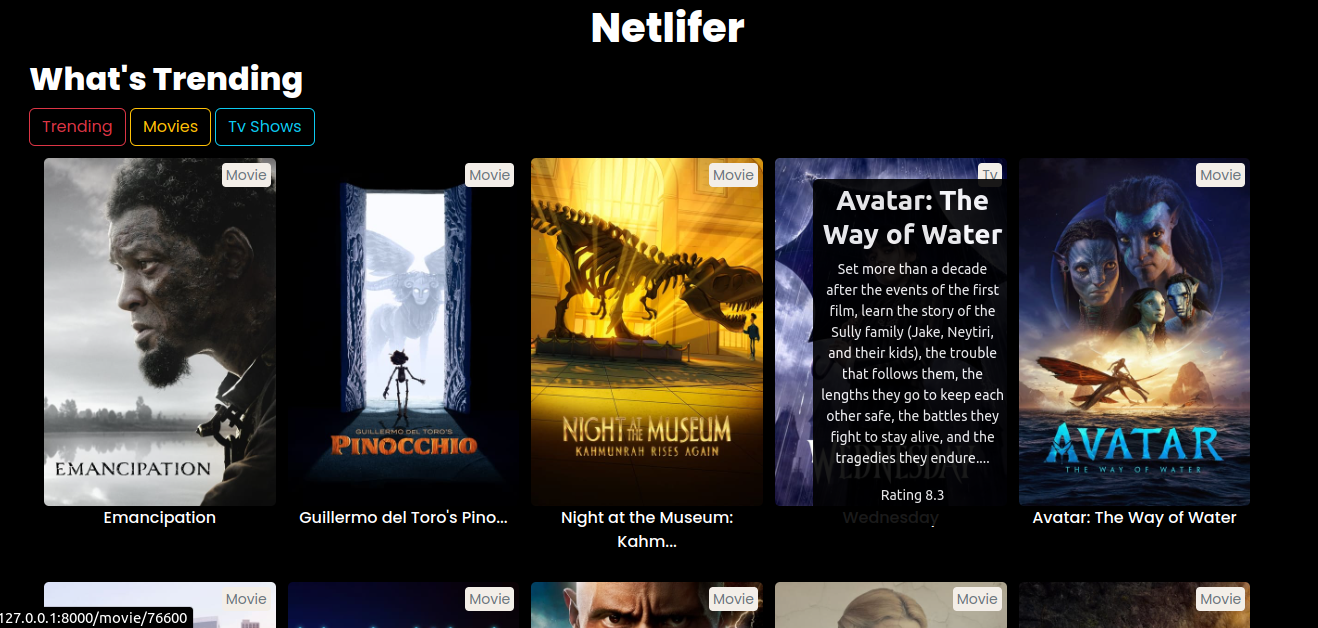 Netlifer
What's Trending
Trending
Movies
Tv Shows
Movie
EMANCIPATION
Emancipation
Movie
GUILLERMO DEL TORO'S
PINOCCHIO
Guillermo del Toro's Pino...
Movie
NIGHT AT THE MUSEUM
KAHMUNRAH RISES AGAIN
Night at the Museum:
Kahm...
Tv
Avatar: The
Way of Water
Set more than a decade
after the events of the first
film, learn the story of the
Sully family (Jake, Neytiri,
and their kids), the trouble
that follows them, the
lengths they go to keep each
other safe, the battles they
fight to stay alive, and the
tragedies they endure....
WEDNESDAY
Rating 8.3
Wednesday
Movie
AVATAR
THE WAY OF WATER
Avatar: The Way of Water
Movie
Movie
Movie
Movie
Movie
127.0.0.1:8000/movie/76600